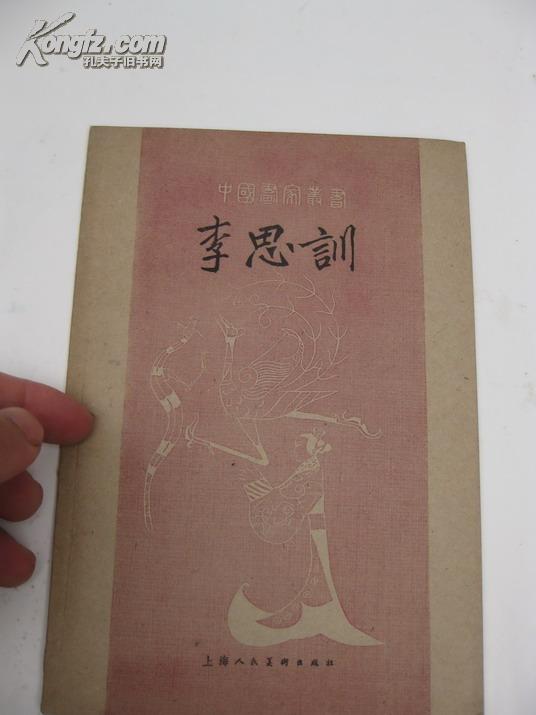 Kongfz.com
孔夫子旧书网
中國畫家叢書
李思訓
上海人民美術出版社